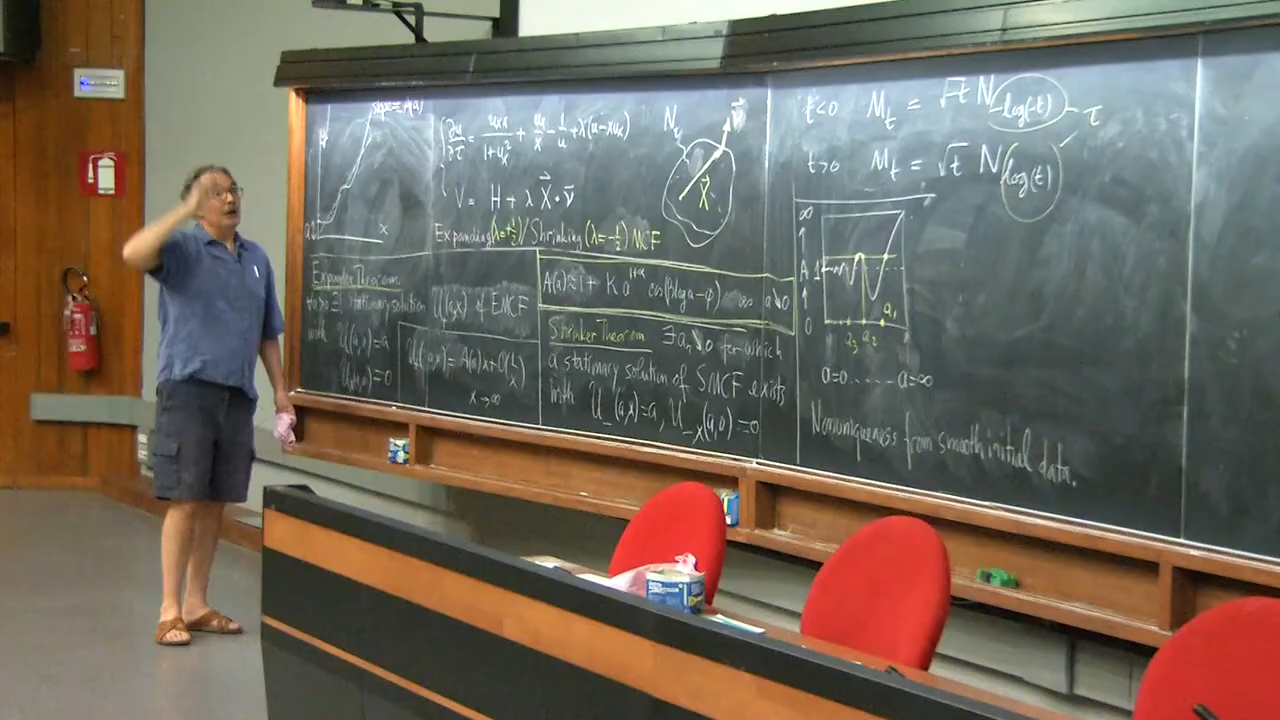 slope = A(a)
x
∂u/∂τ = u_xx/(1+u_x²) + u_x/x − 1/u + λ(u − xu_x)
V = H + λ X⃗·ν⃗
Expanding (λ=+½)/Shrinking (λ=−½) MCF
N_τ
ν⃗
X⃗
Expander Theorem
∀a>0 ∃! stationary solution
U(a,x) of EMCF
with U(a,0)=a
U_x(a,0)=0
U(a,x) = A(a)x + O(1/x)
x→∞
A(a) ≈ 1 + K a^{1+α} cos(β log a − φ) as a↓0
Shrinker Theorem ∃ a_n ↓0 for which
a stationary solution of SMCF exists
with U_-(a,x)=a, U_-x(a,0)=0
t<0 M_t = √-t N_{-log(-t)} − τ
t>0 M_t = √t N_{log(t)}
∞
A 1
0
a_3 a_2 a_1
a=0 ...... a=∞
Nonuniqueness from smooth initial data.